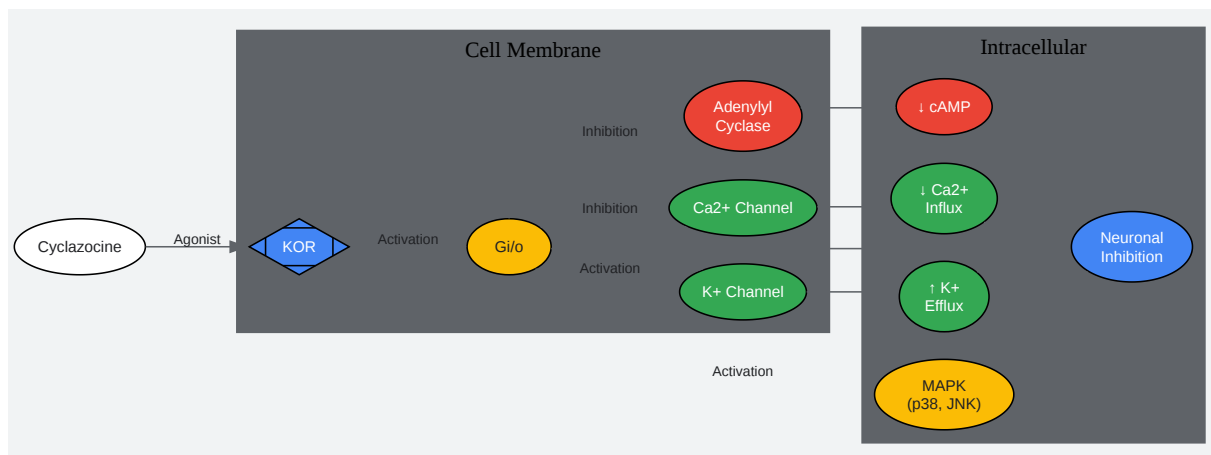 Cell Membrane
Intracellular
Adenylyl
Cyclase
↓ cAMP
Inhibition
↓ Ca2+
Influx
Inhibition
Ca2+ Channel
Cyclazocine
Agonist
KOR
Activation
Gi/o
Neuronal
Inhibition
Activation
K+ Channel
↑ K+
Efflux
Activation
MAPK
(p38, JNK)